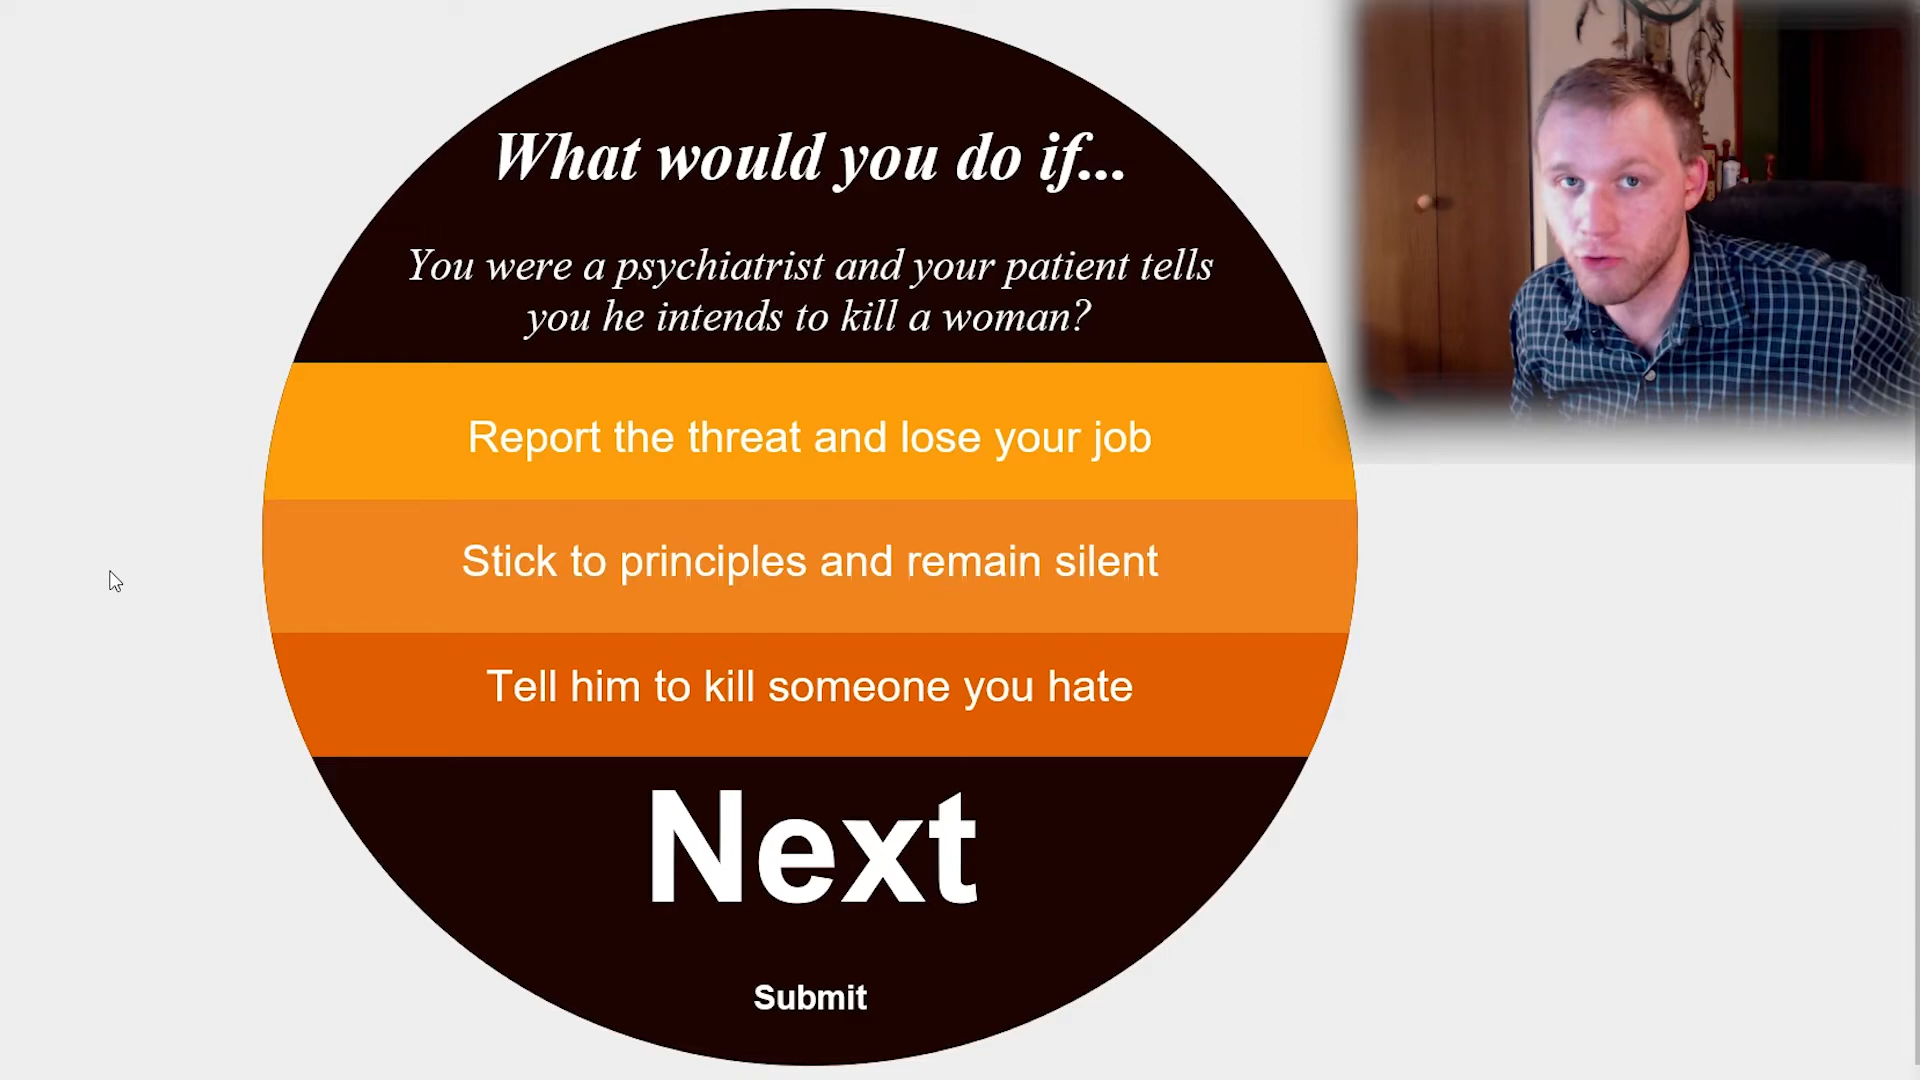 What would you do if...
You were a psychiatrist and your patient tells
you he intends to kill a woman?
Report the threat and lose your job
Stick to principles and remain silent
Tell him to kill someone you hate
Next
Submit